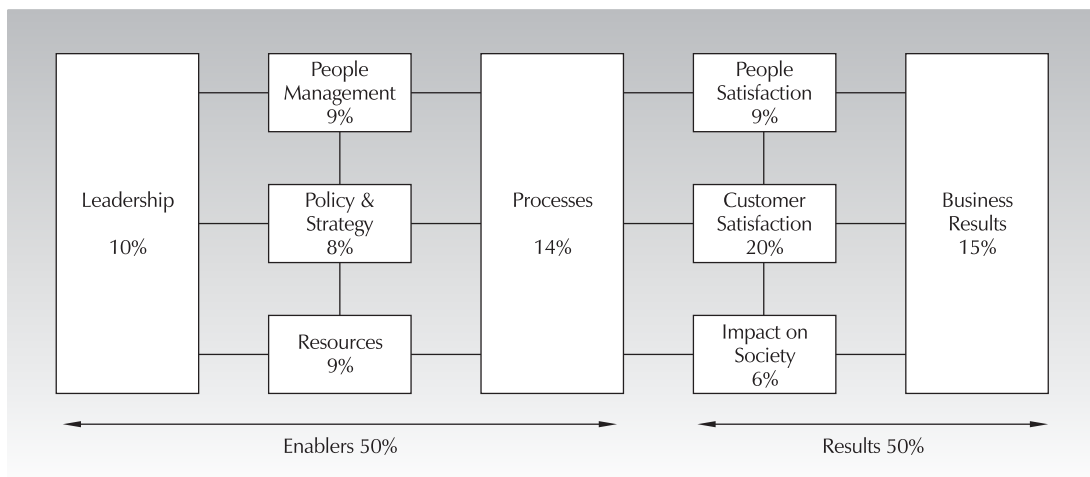 Leadership
10%
People
Management
9%
Policy &
Strategy
8%
Resources
9%
Processes
14%
People
Satisfaction
9%
Customer
Satisfaction
20%
Impact on
Society
6%
Business
Results
15%
Enablers 50%
Results 50%